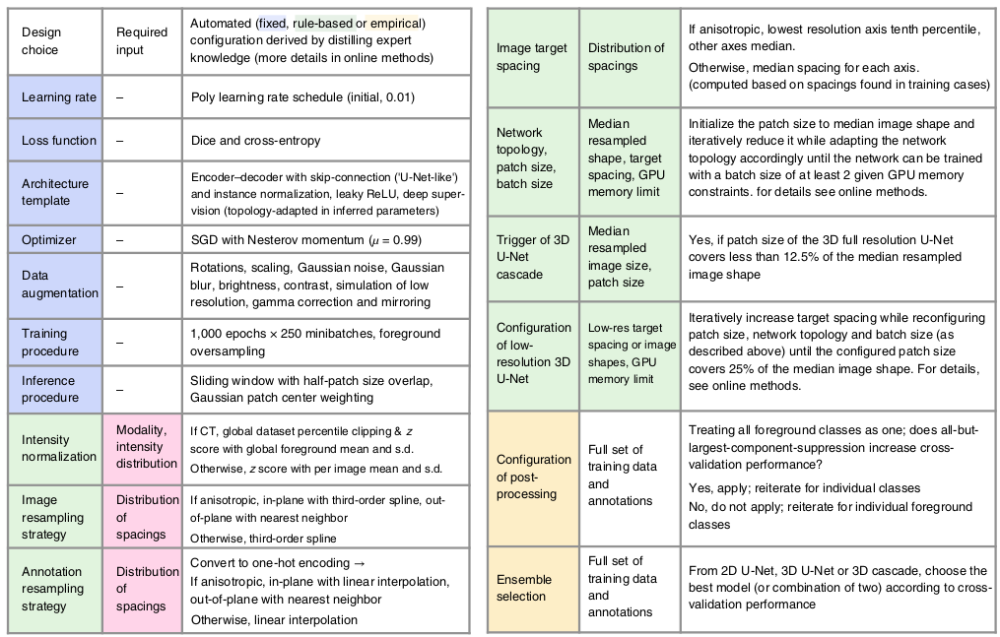 Design
choice
Required
input
Automated (fixed, rule-based or empirical)
configuration derived by distilling expert
knowledge (more details in online methods)
Learning rate
–
Poly learning rate schedule (initial, 0.01)
Loss function
–
Dice and cross-entropy
Architecture
template
–
Encoder–decoder with skip-connection ('U-Net-like')
and instance normalization, leaky ReLU, deep super-
vision (topology-adapted in inferred parameters)
Optimizer
–
SGD with Nesterov momentum (μ = 0.99)
Data
augmentation
–
Rotations, scaling, Gaussian noise, Gaussian
blur, brightness, contrast, simulation of low
resolution, gamma correction and mirroring
Training
procedure
–
1,000 epochs × 250 minibatches, foreground
oversampling
Inference
procedure
–
Sliding window with half-patch size overlap,
Gaussian patch center weighting
Intensity
normalization
Modality,
intensity
distribution
If CT, global dataset percentile clipping & z
score with global foreground mean and s.d.
Otherwise, z score with per image mean and s.d.
Image
resampling
strategy
Distribution
of
spacings
If anisotropic, in-plane with third-order spline, out-
of-plane with nearest neighbor
Otherwise, third-order spline
Annotation
resampling
strategy
Distribution
of
spacings
Convert to one-hot encoding →
If anisotropic, in-plane with linear interpolation,
out-of-plane with nearest neighbor
Otherwise, linear interpolation
Image target
spacing
Distribution of
spacings
If anisotropic, lowest resolution axis tenth percentile,
other axes median.
Otherwise, median spacing for each axis.
(computed based on spacings found in training cases)
Network
topology,
patch size,
batch size
Median
resampled
shape, target
spacing, GPU
memory limit
Initialize the patch size to median image shape and
iteratively reduce it while adapting the network
topology accordingly until the network can be trained
with a batch size of at least 2 given GPU memory
constraints. for details see online methods.
Trigger of 3D
U-Net
cascade
Median
resampled
image size,
patch size
Yes, if patch size of the 3D full resolution U-Net
covers less than 12.5% of the median resampled
image shape
Configuration
of low-
resolution 3D
U-Net
Low-res target
spacing or image
shapes, GPU
memory limit
Iteratively increase target spacing while reconfiguring
patch size, network topology and batch size (as
described above) until the configured patch size
covers 25% of the median image shape. For details,
see online methods.
Configuration
of post-
processing
Full set of
training data
and
annotations
Treating all foreground classes as one; does all-but-
largest-component-suppression increase cross-
validation performance?
Yes, apply; reiterate for individual classes
No, do not apply; reiterate for individual foreground
classes
Ensemble
selection
Full set of
training data
and
annotations
From 2D U-Net, 3D U-Net or 3D cascade, choose the
best model (or combination of two) according to cross-
validation performance